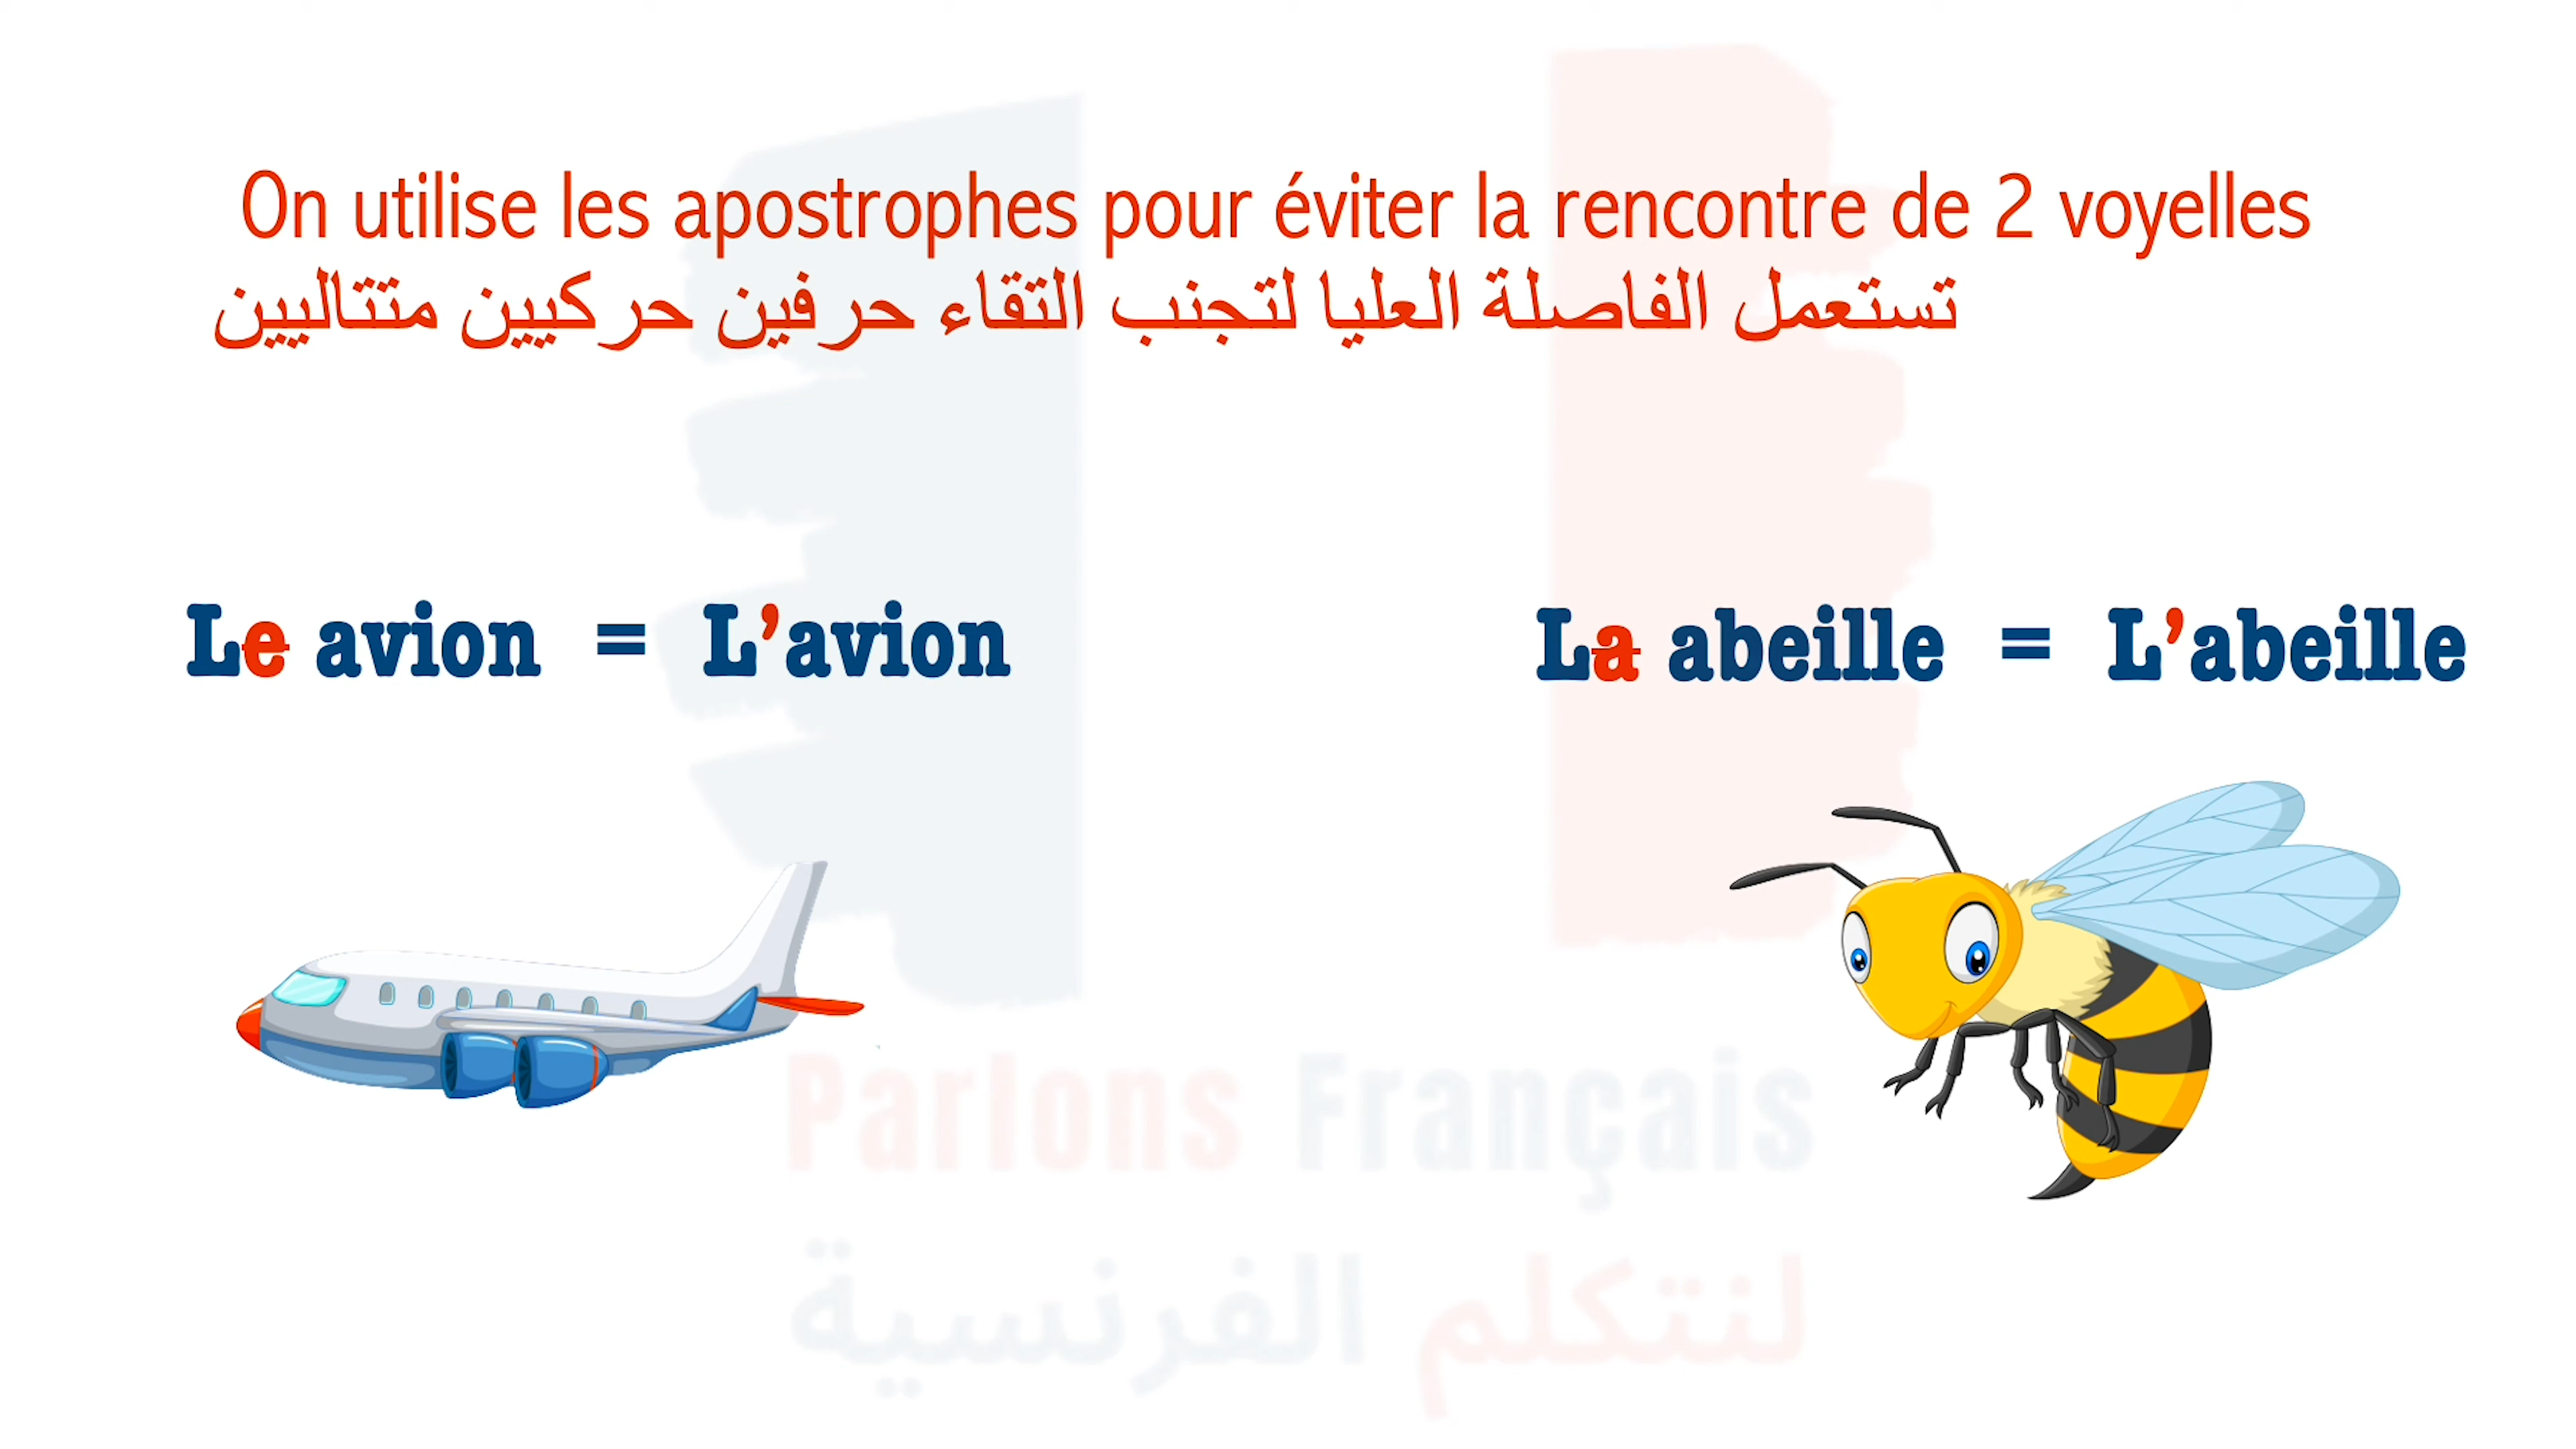 On utilise les apostrophes pour éviter la rencontre de 2 voyelles
تستعمل الفاصلة العليا لتجنب التقاء حرفين حركيين متتاليين
Le avion = L’avion
La abeille = L’abeille
Parlons Français
لنتكلم الفرنسية